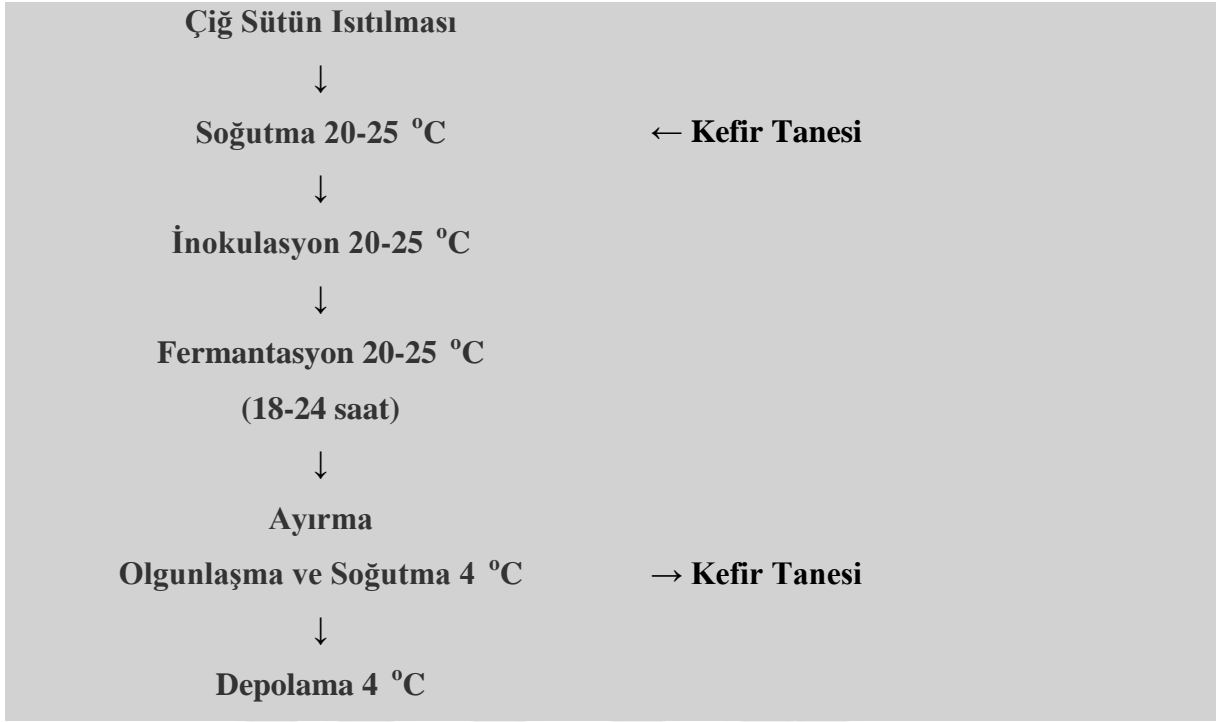 Çiğ Sütün Isıtılması
↓
Soğutma 20-25 °C ← Kefir Tanesi
↓
İnokulasyon 20-25 °C
↓
Fermantasyon 20-25 °C
(18-24 saat)
↓
Ayırma
Olgunlaşma ve Soğutma 4 °C → Kefir Tanesi
↓
Depolama 4 °C